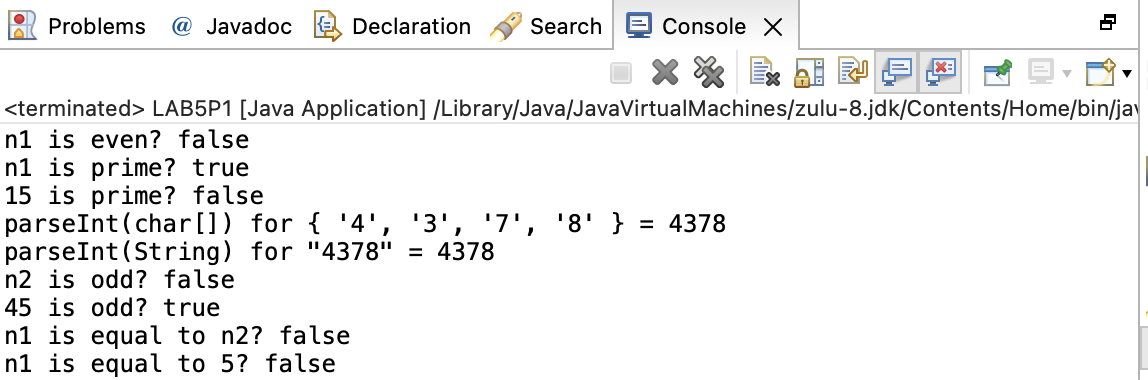 Problems @ Javadoc Declaration Search Console
<terminated> LAB5P1 [Java Application] /Library/Java/JavaVirtualMachines/zulu-8.jdk/Contents/Home/bin/jav
n1 is even? false
n1 is prime? true
15 is prime? false
parseInt(char[]) for { '4', '3', '7', '8' } = 4378
parseInt(String) for "4378" = 4378
n2 is odd? false
45 is odd? true
n1 is equal to n2? false
n1 is equal to 5? false